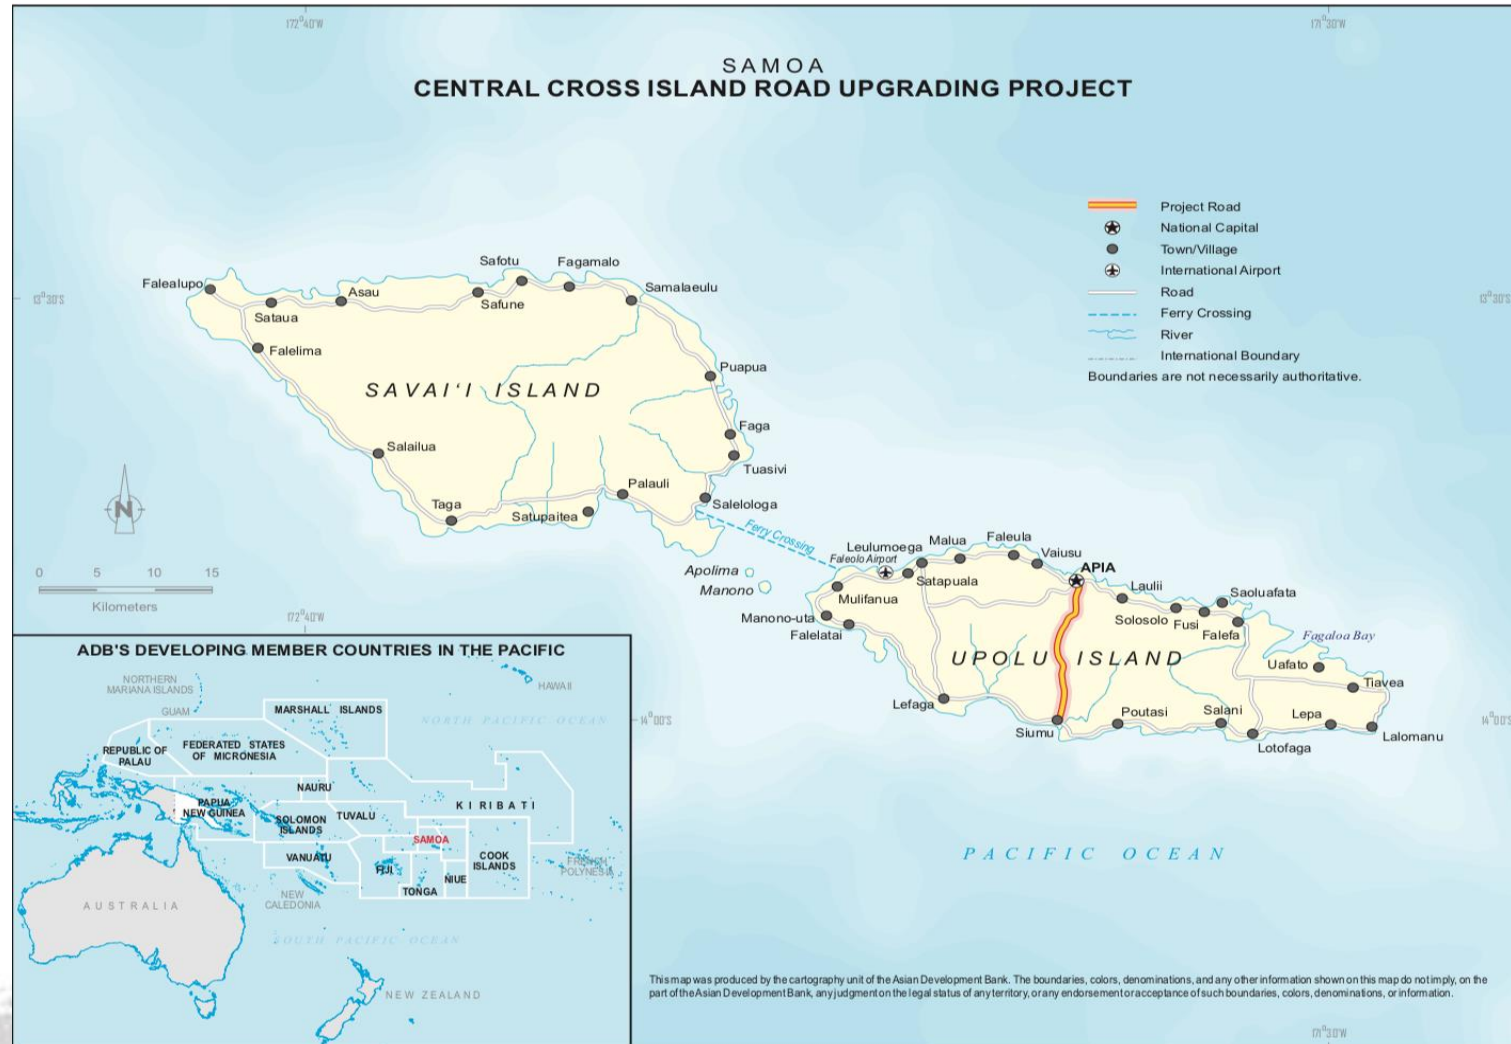 172°40'W
171°30'W
SAMOA
CENTRAL CROSS ISLAND ROAD UPGRADING PROJECT
Project Road
National Capital
Town/Village
International Airport
Road
Ferry Crossing
River
International Boundary
Boundaries are not necessarily authoritative.
13°30'S
13°30'S
Falealupo
Sataua
Asau
Safotu
Safune
Fagamalo
Samalaeulu
Falelima
SAVAI'I ISLAND
Puapua
Faga
Tuasivi
Salailua
Taga
Satupaitea
Palauli
Salelologa
Ferry Crossing
N
0 5 10 15
Kilometers
Apolima
Manono
Leulumoega
Faleolo Airport
Malua
Faleula
Vaiusu
APIA
Satapuala
Mulifanua
Manono-uta
Falelatai
Laulii
Solosolo
Fusi
Saoluafata
Falefa
Fagaloa Bay
UPOLU ISLAND
Uafato
Tiavea
Lefaga
Siumu
Poutasi
Salani
Lotofaga
Lepa
Lalomanu
14°00'S
14°00'S
172°40'W
ADB'S DEVELOPING MEMBER COUNTRIES IN THE PACIFIC
NORTHERN
MARIANA ISLANDS
GUAM
HAWAII
MARSHALL ISLANDS
NORTH PACIFIC OCEAN
REPUBLIC OF
PALAU
FEDERATED STATES
OF MICRONESIA
NAURU
KIRIBATI
PAPUA
NEW GUINEA
SOLOMON
ISLANDS
TUVALU
SAMOA
VANUATU
FIJI
TONGA
NIUE
COOK
ISLANDS
FRENCH
POLYNESIA
NEW
CALEDONIA
AUSTRALIA
SOUTH PACIFIC OCEAN
NEW ZEALAND
PACIFIC OCEAN
This map was produced by the cartography unit of the Asian Development Bank. The boundaries, colors, denominations, and any other information shown on this map do not imply, on the
part of the Asian Development Bank, any judgment on the legal status of any territory, or any endorsement or acceptance of such boundaries, colors, denominations, or information.
171°30'W